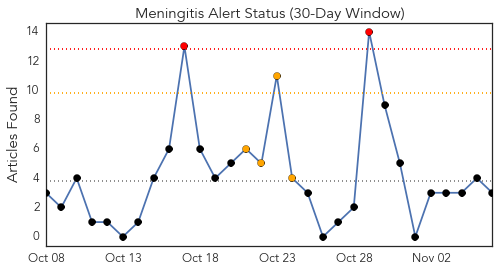 Meningitis Alert Status (30-Day Window)
Articles Found
14
12
10
8
6
4
2
0
Oct 08 Oct 13 Oct 18 Oct 23 Oct 28 Nov 02